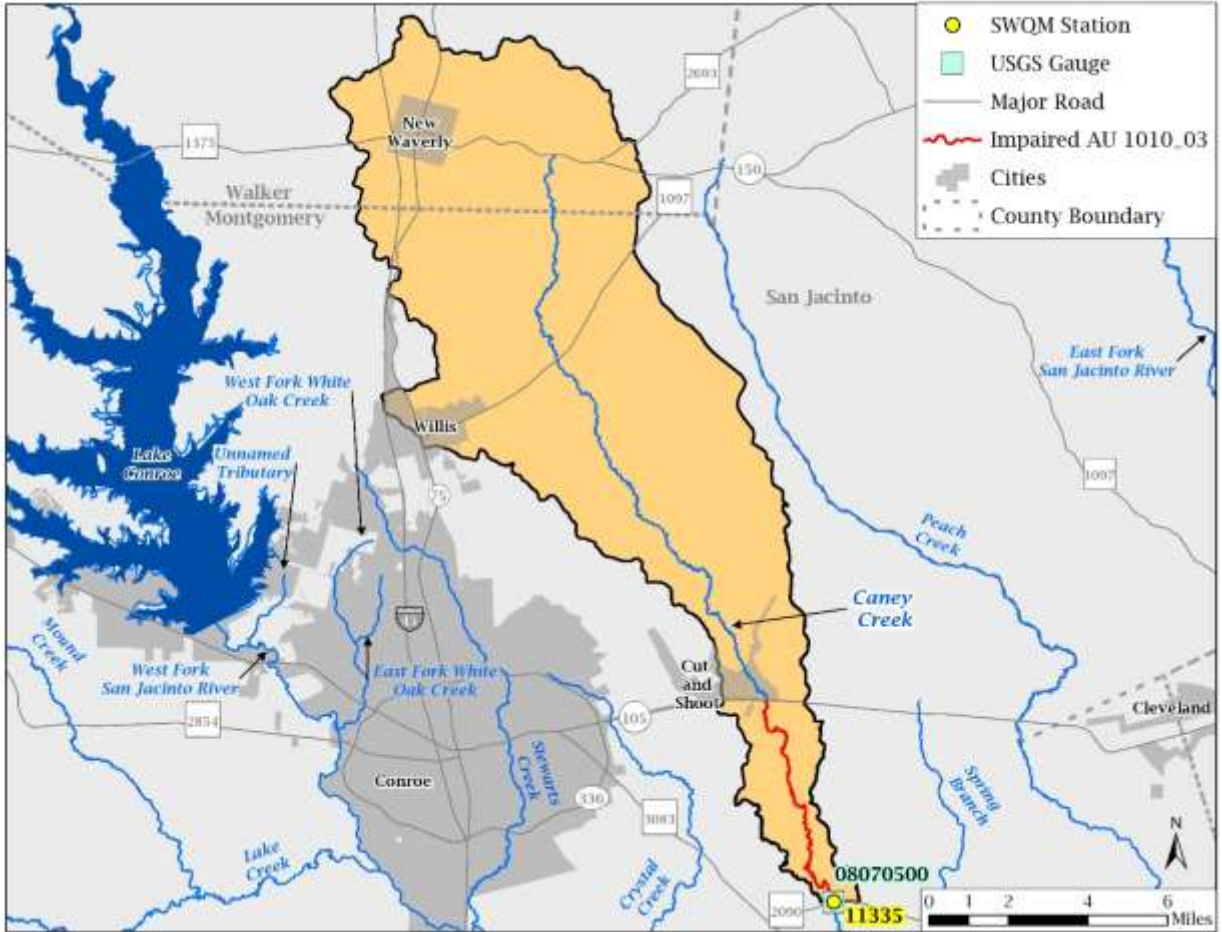 SWQM Station
USGS Gauge
Major Road
Impaired AU 1010_03
Cities
County Boundary
New
Waverly
1375
Walker
Montgomery
150
1097
San Jacinto
East Fork
San Jacinto River
West Fork White
Oak Creek
Willis
Lake
Conroe
Unnamed
Tributary
75
1097
Peach
Creek
Caney
Creek
Mound
Creek
West Fork
San Jacinto River
East Fork White
Oak Creek
Cut
and
Shoot
Cleveland
2854
105
Conroe
Stewarts
Creek
336
3083
Spring
Branch
Lake
Creek
Crystal
Creek
N
08070500
2090
11335
0 1 2 4 6
Miles